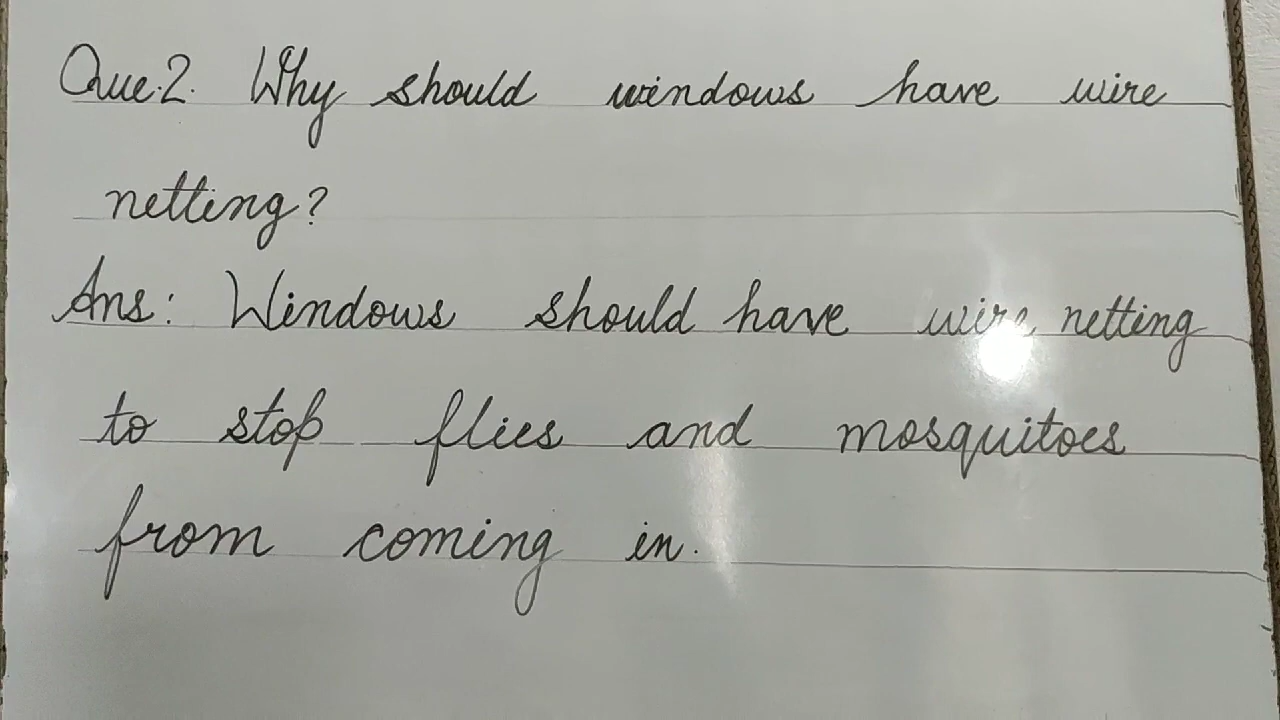 Que.2. Why should windows have wire
netting?
Ans: Windows should have wire netting
to stop flies and mosquitoes
from coming in.